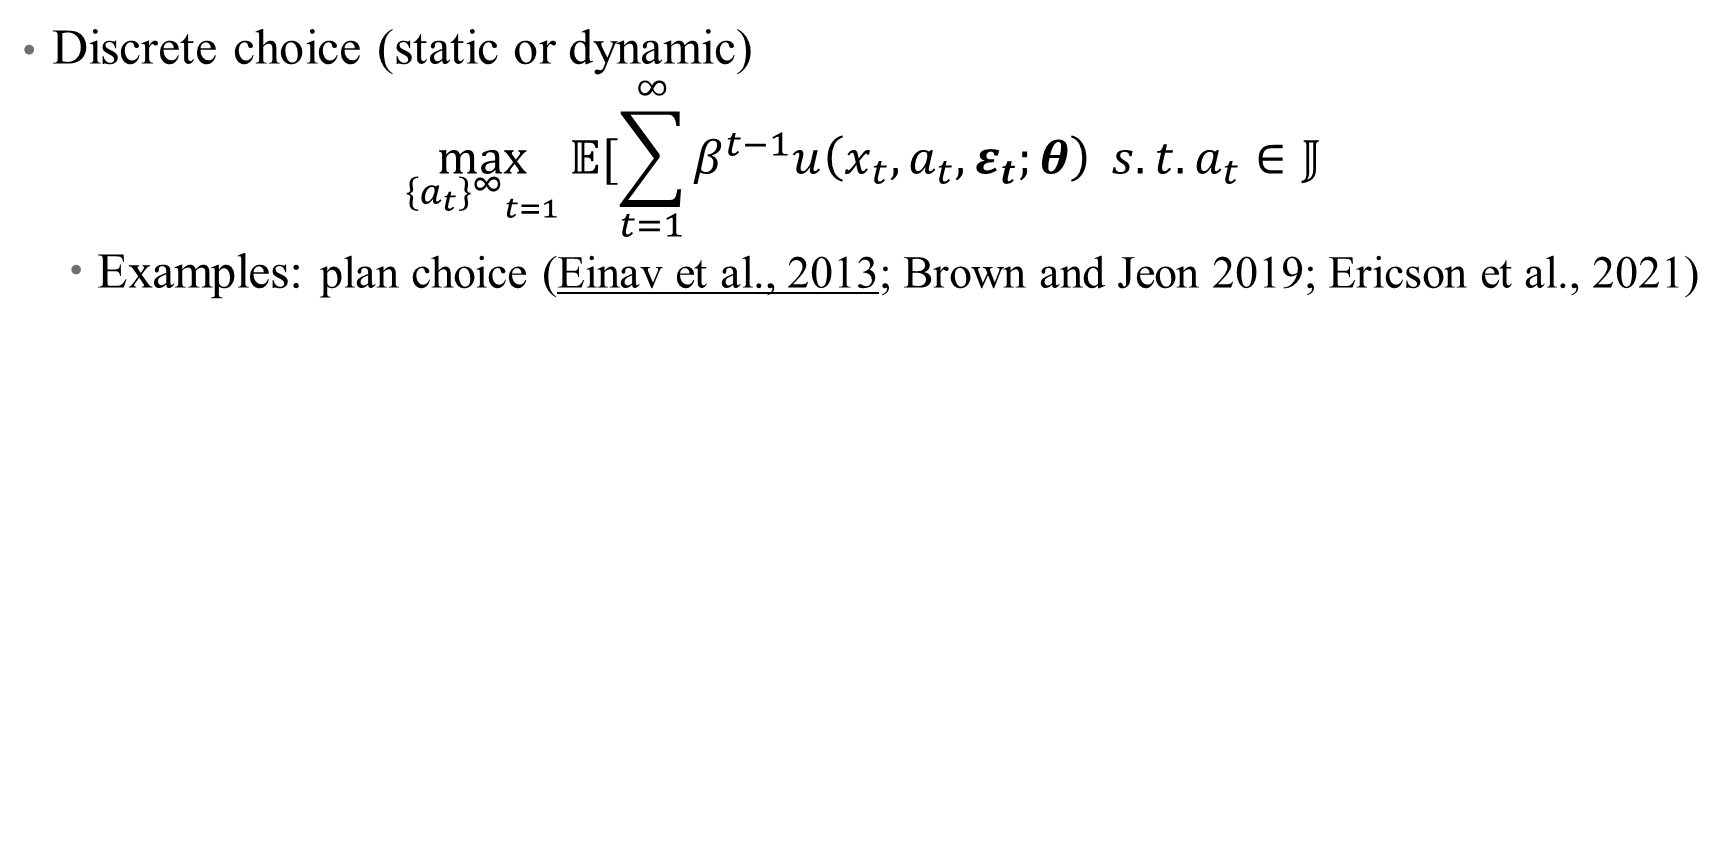 • Discrete choice (static or dynamic)
max_{\{a_t\}^∞_{t=1}} 𝔼[∑_{t=1}^{∞} β^{t−1}u(x_t, a_t, 𝜺_t; 𝜽) s.t. a_t ∈ 𝕁
• Examples: plan choice (Einav et al., 2013; Brown and Jeon 2019; Ericson et al., 2021)